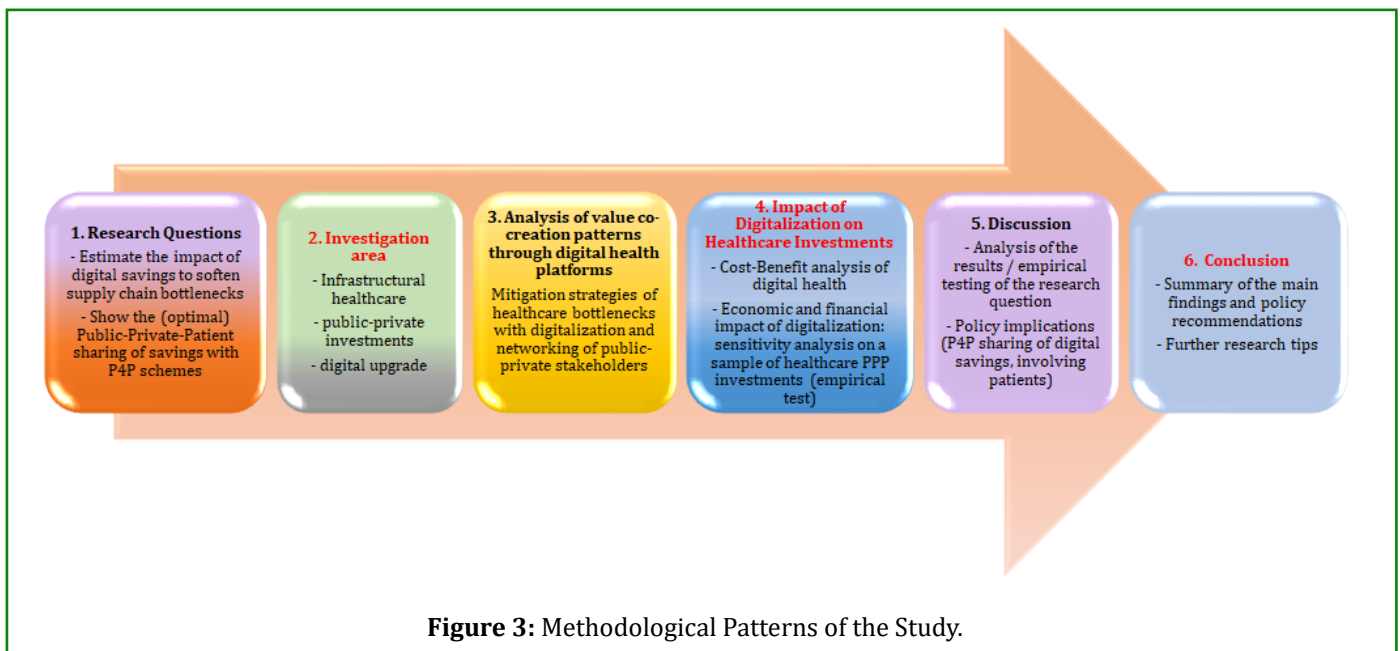 1. Research Questions
- Estimate the impact of
digital savings to soften
supply chain bottlenecks
- Show the (optimal)
Public-Private-Patient
sharing of savings with
P4P schemes
2. Investigation
area
- Infrastructural
healthcare
- public-private
investments
- digital upgrade
3. Analysis of value co-
creation patterns
through digital health
platforms
Mitigation strategies of
healthcare bottlenecks
with digitalization and
networking of public-
private stakeholders
4. Impact of
Digitalization on
Healthcare Investments
- Cost-Benefit analysis of
digital health
- Economic and financial
impact of digitalization:
sensitivity analysis on a
sample of healthcare PPP
investments (empirical
test)
5. Discussion
- Analysis of the
results / empirical
testing of the research
question
- Policy implications
(P4P sharing of digital
savings, involving
patients)
6. Conclusion
- Summary of the main
findings and policy
recommendations
- Further research tips
Figure 3: Methodological Patterns of the Study.